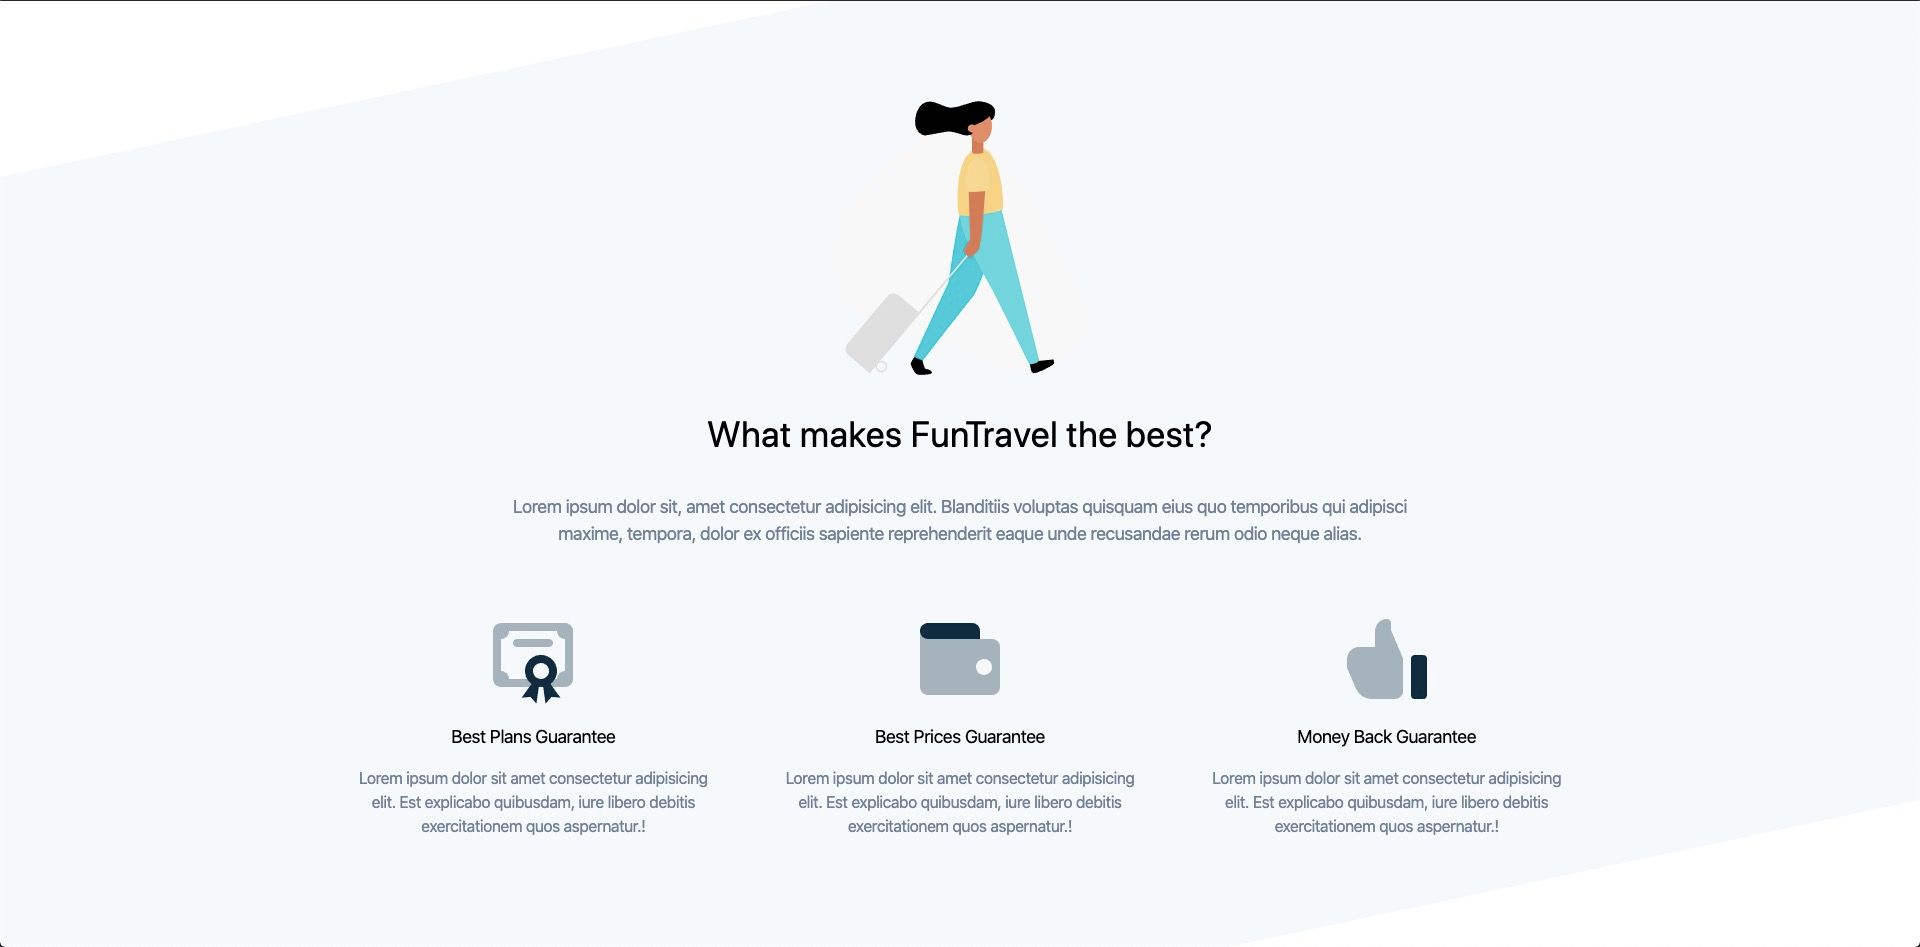 What makes FunTravel the best?
Lorem ipsum dolor sit, amet consectetur adipisicing elit. Blanditiis voluptas quisquam eius quo temporibus qui adipisci
maxime, tempora, dolor ex officiis sapiente reprehenderit eaque unde recusandae rerum odio neque alias.
Best Plans Guarantee
Lorem ipsum dolor sit amet consectetur adipisicing
elit. Est explicabo quibusdam, iure libero debitis
exercitationem quos aspernatur.!
Best Prices Guarantee
Lorem ipsum dolor sit amet consectetur adipisicing
elit. Est explicabo quibusdam, iure libero debitis
exercitationem quos aspernatur.!
Money Back Guarantee
Lorem ipsum dolor sit amet consectetur adipisicing
elit. Est explicabo quibusdam, iure libero debitis
exercitationem quos aspernatur.!